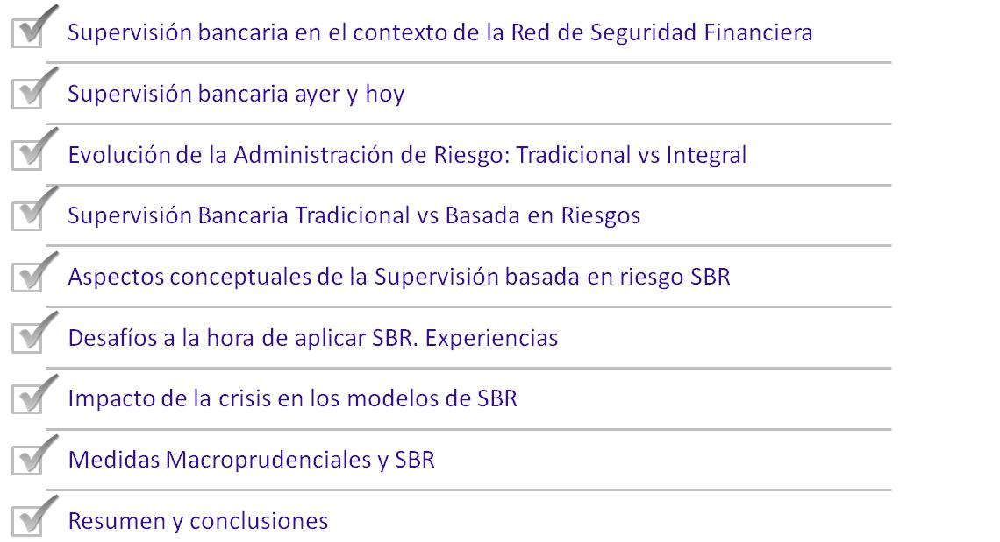 Supervisión bancaria en el contexto de la Red de Seguridad Financiera
Supervisión bancaria ayer y hoy
Evolución de la Administración de Riesgo: Tradicional vs Integral
Supervisión Bancaria Tradicional vs Basada en Riesgos
Aspectos conceptuales de la Supervisión basada en riesgo SBR
Desafíos a la hora de aplicar SBR. Experiencias
Impacto de la crisis en los modelos de SBR
Medidas Macroprudenciales y SBR
Resumen y conclusiones